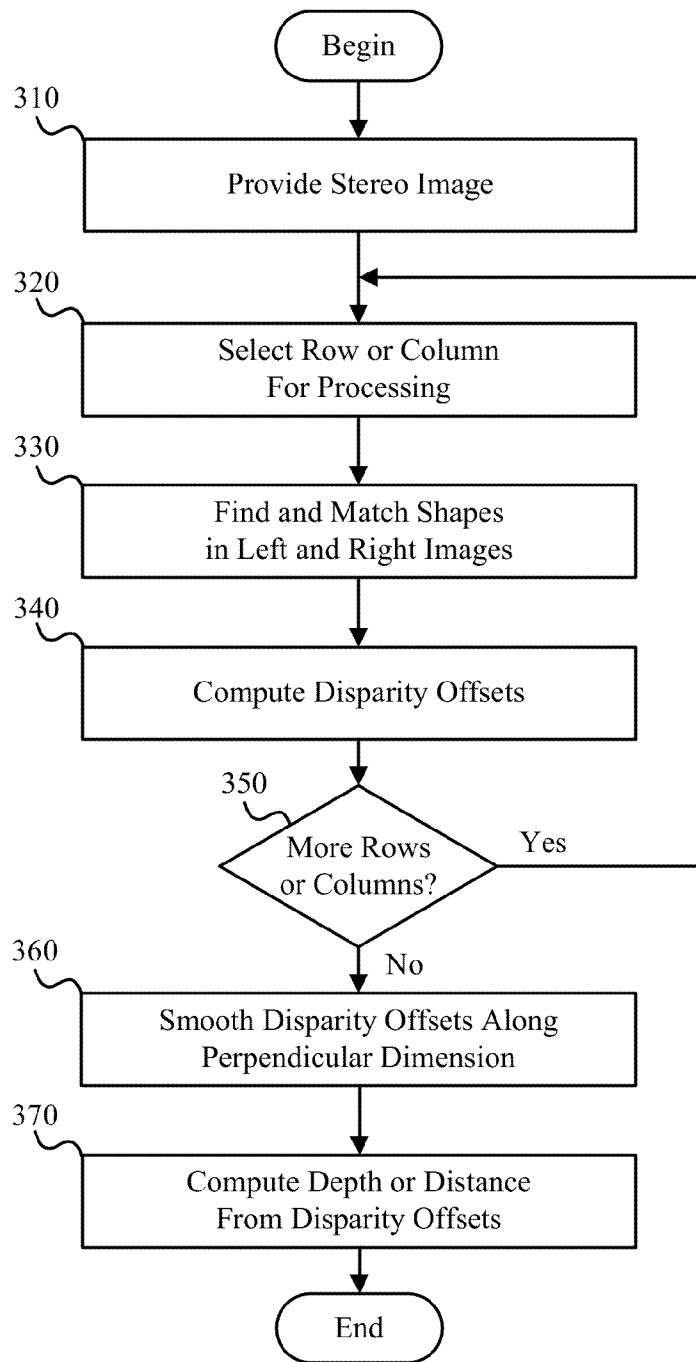 Begin
310
Provide Stereo Image
320
Select Row or Column
For Processing
330
Find and Match Shapes
in Left and Right Images
340
Compute Disparity Offsets
350
More Rows
or Columns?
Yes
No
360
Smooth Disparity Offsets Along
Perpendicular Dimension
370
Compute Depth or Distance
From Disparity Offsets
End